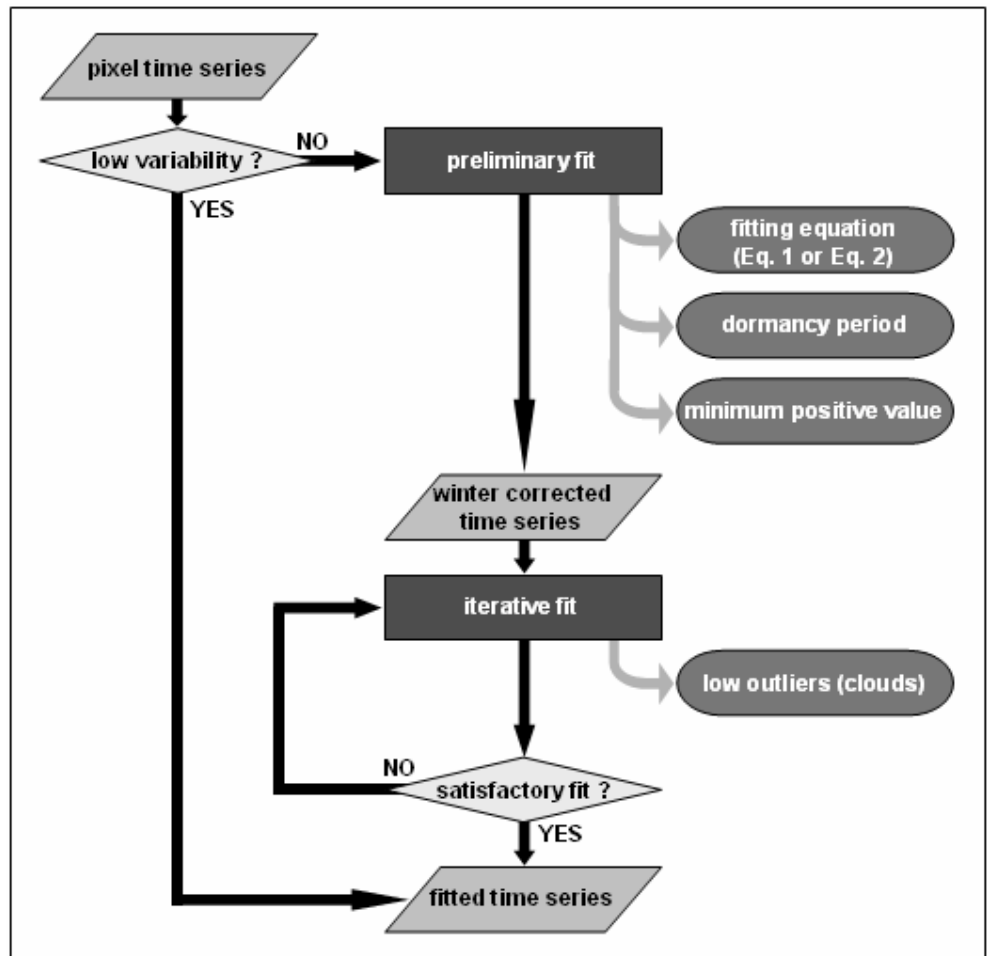 pixel time series
low variability ?
NO
YES
preliminary fit
fitting equation
(Eq. 1 or Eq. 2)
dormancy period
minimum positive value
winter corrected
time series
iterative fit
low outliers (clouds)
NO
satisfactory fit ?
YES
fitted time series